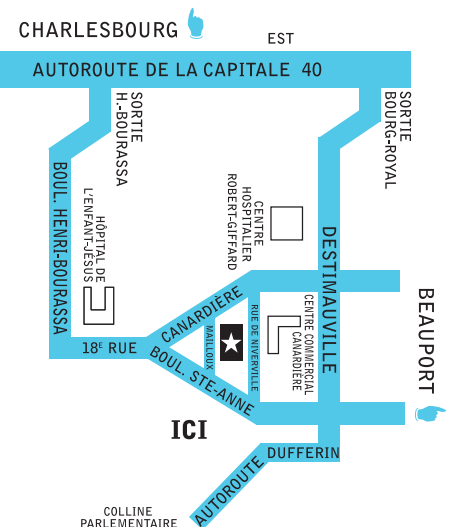 CHARLESBOURG
EST
AUTOROUTE DE LA CAPITALE 40
SORTIE
H.-BOURASSA
SORTIE
BOURG-ROYAL
BOUL. HENRI-BOURASSA
HÔPITAL DE
L'ENFANT-JÉSUS
CENTRE
HOSPITALIER
ROBERT-GIFFARD
DESTIMAUVILLE
BEAUPORT
CANARDIÈRE
MAILLOUX
RUE DE NIVERVILLE
CENTRE COMMERCIAL
CANARDIÈRE
18E RUE
BOUL. STE-ANNE
ICI
DUFFERIN
AUTOROUTE
COLLINE
PARLEMENTAIRE